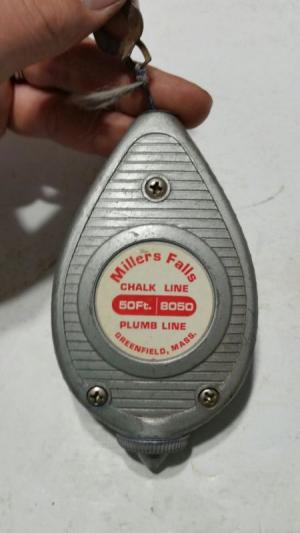 Millers Falls
CHALK LINE
50Ft. 8050
PLUMB LINE
GREENFIELD, MASS.